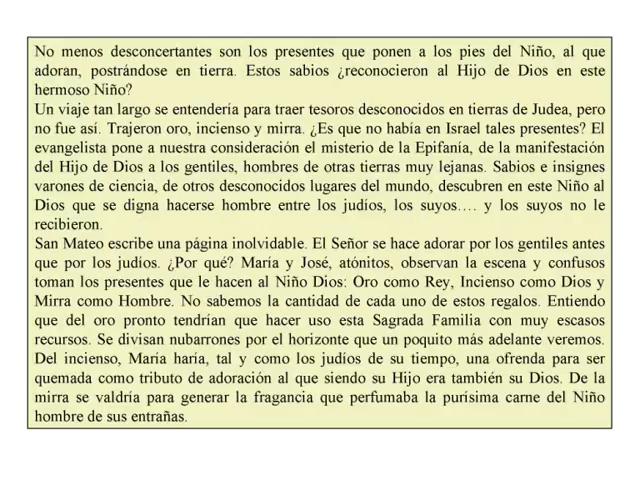 No menos desconcertantes son los presentes que ponen a los pies del Niño, al que
adoran, postrándose en tierra. Estos sabios ¿reconocieron al Hijo de Dios en este
hermoso Niño?
Un viaje tan largo se entendería para traer tesoros desconocidos en tierras de Judea, pero
no fue así. Trajeron oro, incienso y mirra. ¿Es que no había en Israel tales presentes? El
evangelista pone a nuestra consideración el misterio de la Epifanía, de la manifestación
del Hijo de Dios a los gentiles, hombres de otras tierras muy lejanas. Sabios e insignes
varones de ciencia, de otros desconocidos lugares del mundo, descubren en este Niño al
Dios que se digna hacerse hombre entre los judíos, los suyos…. y los suyos no le
recibieron.
San Mateo escribe una página inolvidable. El Señor se hace adorar por los gentiles antes
que por los judíos. ¿Por qué? María y José, atónitos, observan la escena y confusos
toman los presentes que le hacen al Niño Dios: Oro como Rey, Incienso como Dios y
Mirra como Hombre. No sabemos la cantidad de cada uno de estos regalos. Entiendo
que del oro pronto tendrían que hacer uso esta Sagrada Familia con muy escasos
recursos. Se divisan nubarrones por el horizonte que un poquito más adelante veremos.
Del incienso, María haría, tal y como los judíos de su tiempo, una ofrenda para ser
quemada como tributo de adoración al que siendo su Hijo era también su Dios. De la
mirra se valdría para generar la fragancia que perfumaba la purísima carne del Niño
hombre de sus entrañas.